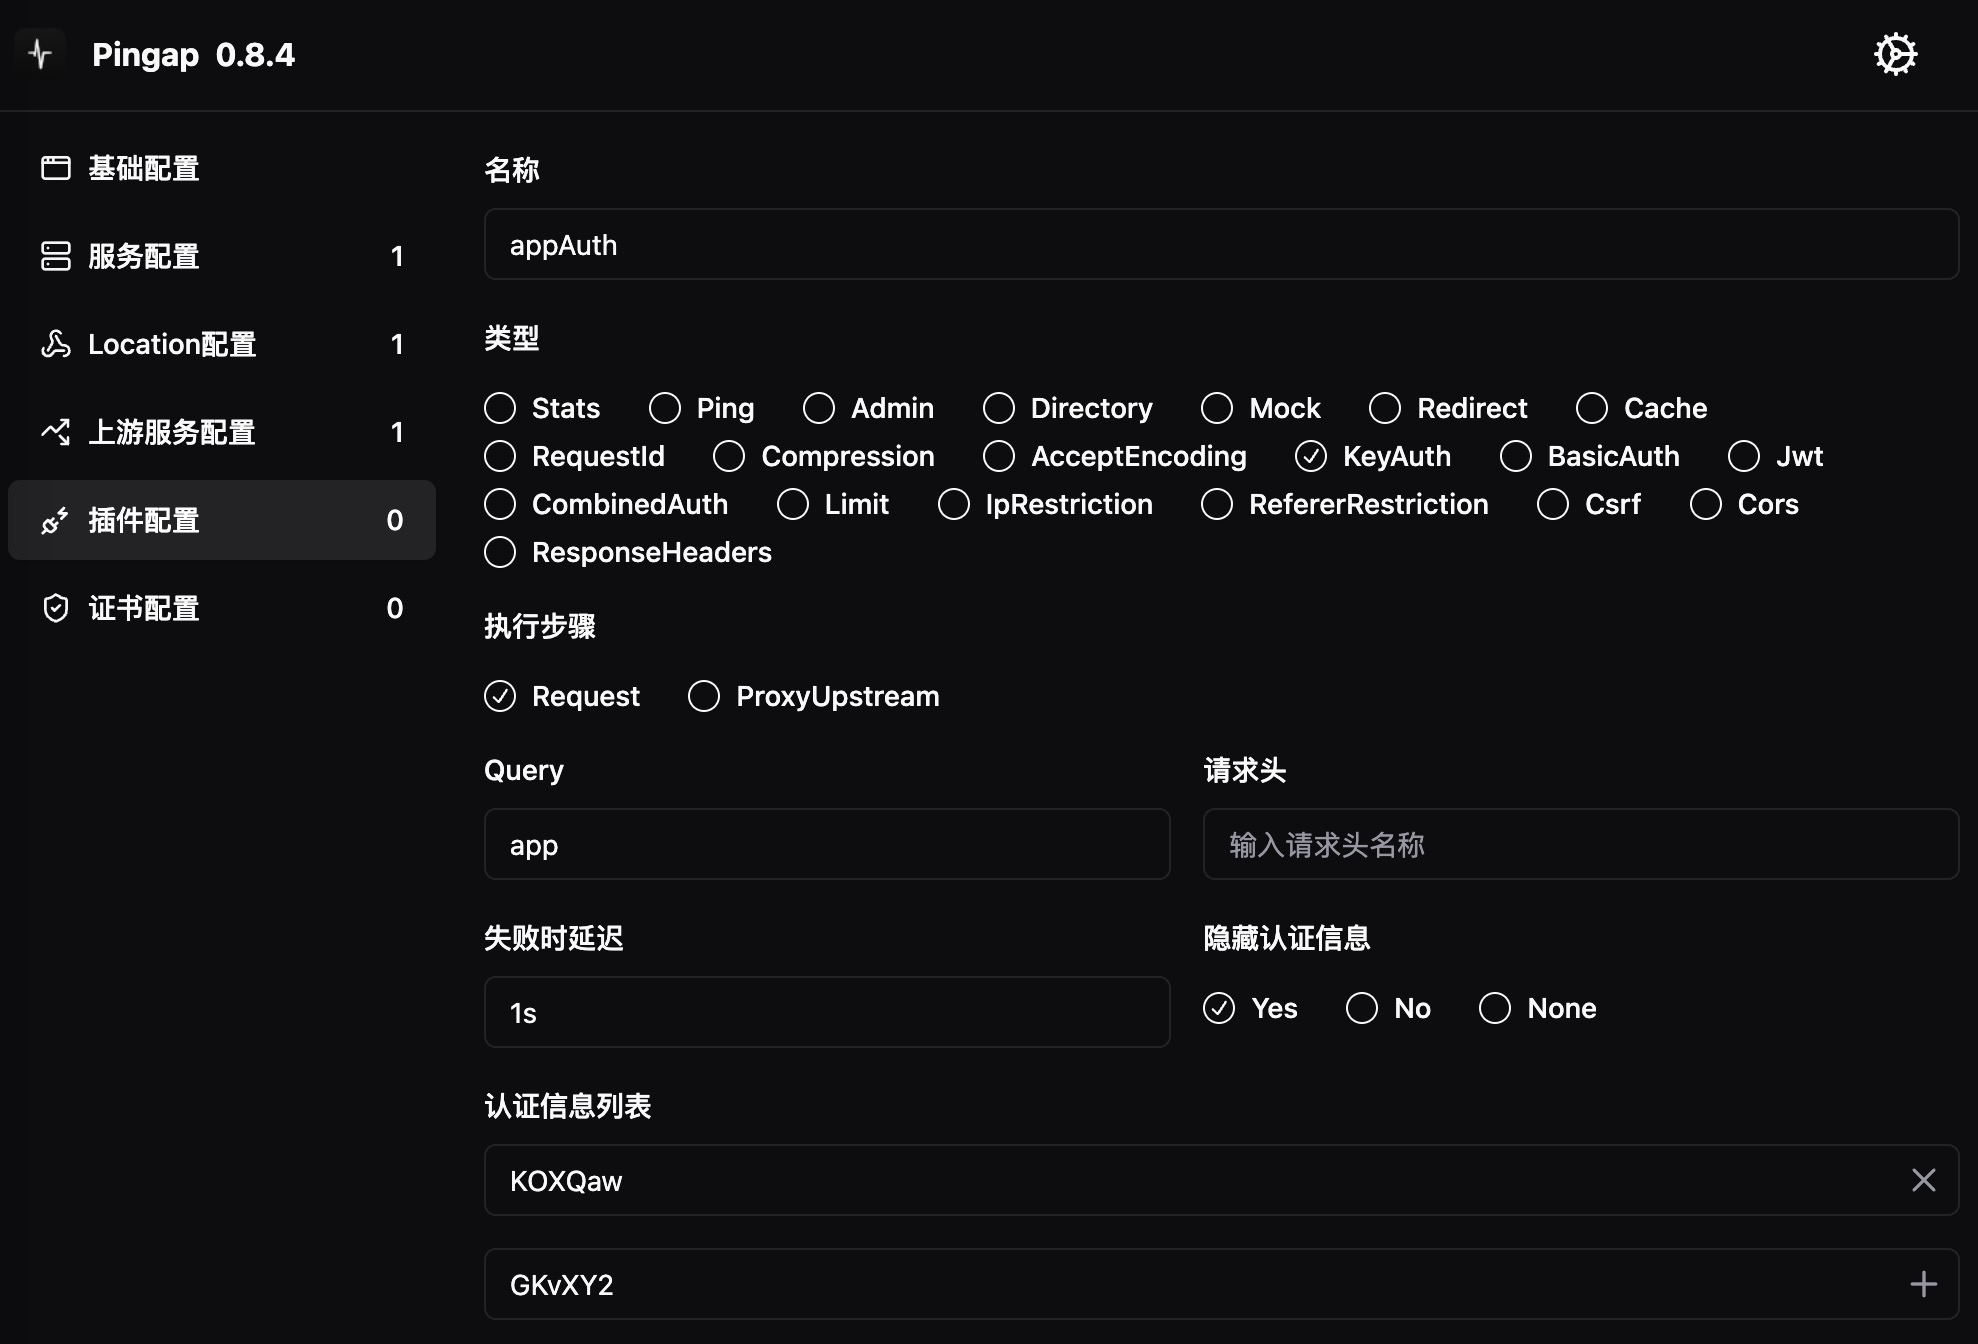 Pingap 0.8.4
基础配置
服务配置 1
Location配置 1
上游服务配置 1
插件配置 0
证书配置 0
名称
appAuth
类型
Stats Ping Admin Directory Mock Redirect Cache
RequestId Compression AcceptEncoding KeyAuth BasicAuth Jwt
CombinedAuth Limit IpRestriction RefererRestriction Csrf Cors
ResponseHeaders
执行步骤
Request ProxyUpstream
Query 请求头
app 输入请求头名称
失败时延迟 隐藏认证信息
1s Yes No None
认证信息列表
KOXQaw
GKvXY2